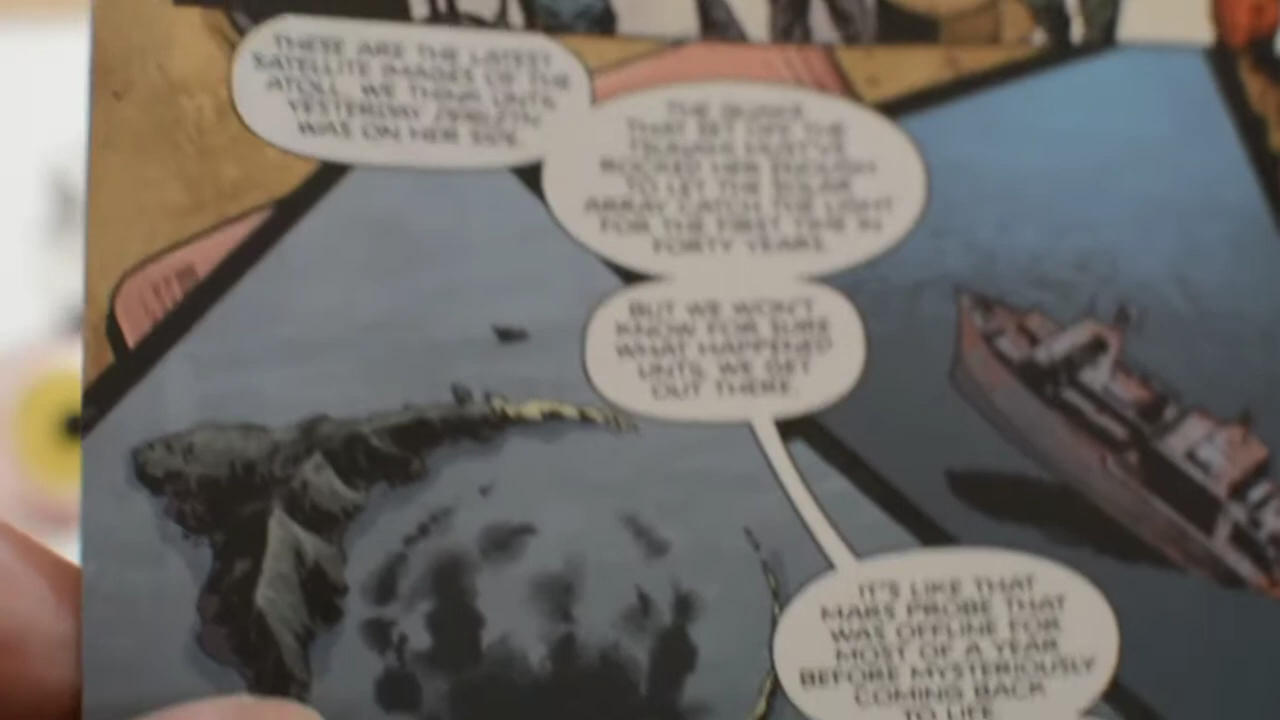 THESE ARE THE LATEST
SATELLITE IMAGES OF THE
ATOLL. WE THINK UNTIL
YESTERDAY
WAS ON HER SIDE.
THE QUAKE
THAT SET OFF THE
TSUNAMI MUST'VE
ROCKED HER ENOUGH
TO LET THE SOLAR
ARRAY CATCH THE LIGHT
FOR THE FIRST TIME IN
FORTY YEARS.
BUT WE WON'T
KNOW FOR SURE
WHAT HAPPENED
UNTIL WE GET
OUT THERE.
IT'S LIKE THAT
MARS PROBE THAT
WAS OFFLINE FOR
MOST OF A YEAR
BEFORE MYSTERIOUSLY
COMING BACK
TO LIFE.